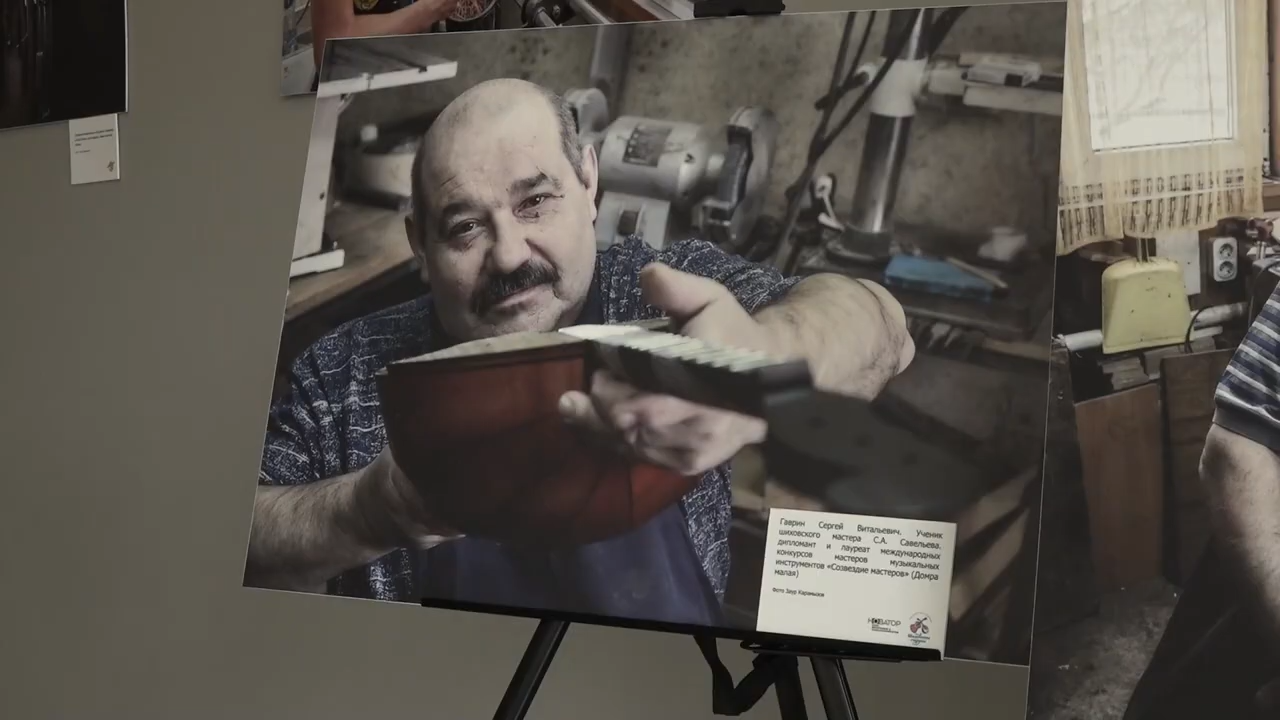 Гаврин Сергей Витальевич. Ученик
шиховского мастера С.А. Савельева,
дипломант и лауреат международных
конкурсов мастеров музыкальных
инструментов «Созвездие мастеров» (Домра
малая)
Фото Заур Карамызов
НОВАТОР